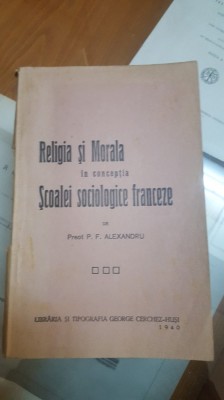 Religia și Morala
în concepția
Școalei sociologice franceze
DE
Preot P. F. ALEXANDRU
LIBRĂRIA ȘI TIPOGRAFIA GEORGE CERCHEZ-HUȘI
1940